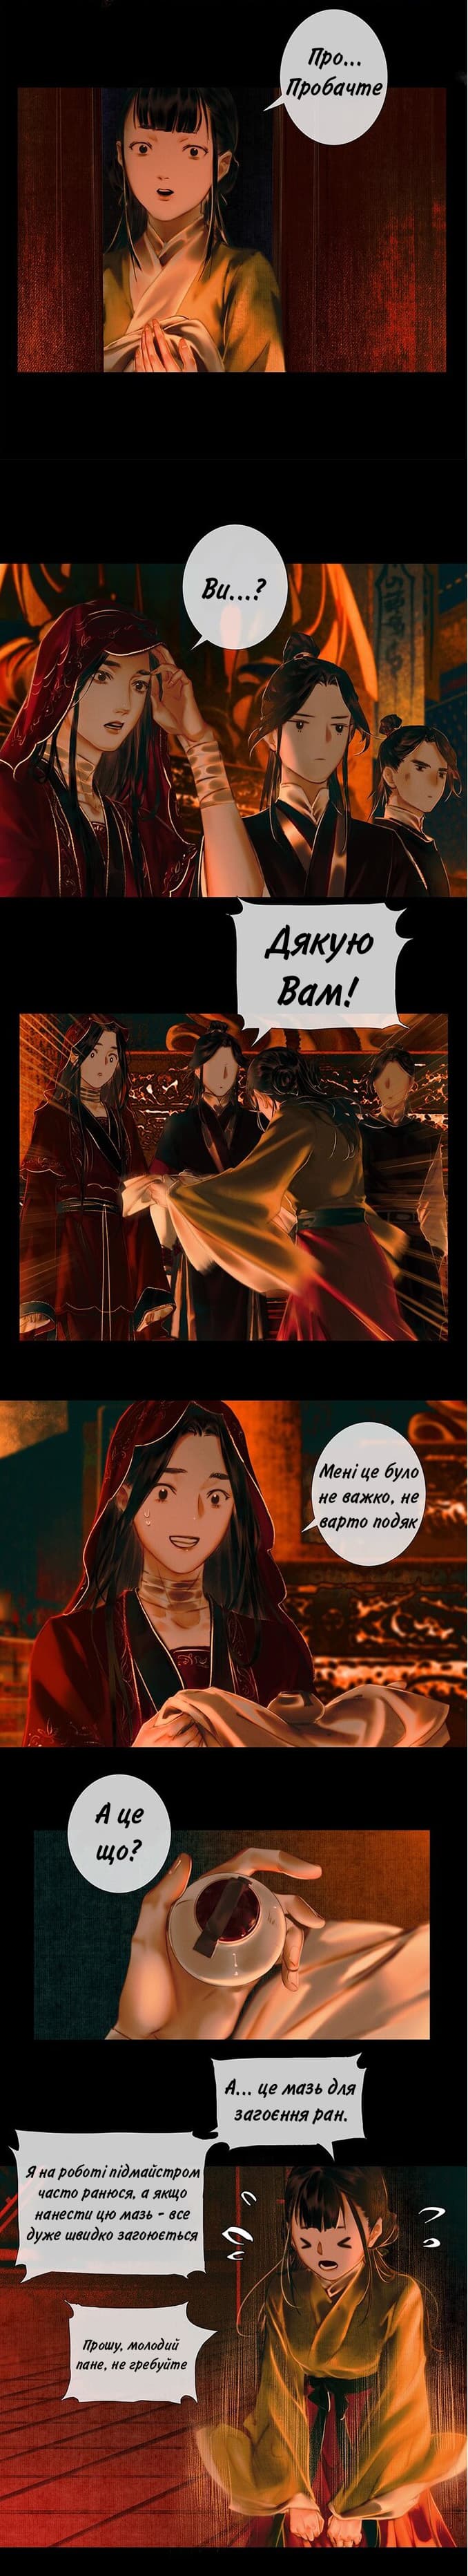 Про...
Пробачте
Ви...?
Дякую
Вам!
Мені це було
не важко, не
варто подяк
А це
що?
А... це мазь для
загоєння ран.
Я на роботі підмайстром
часто ранюся, а якщо
нанести цю мазь - все
дуже швидко загоюється
Прошу, молодий
пане, не гребуйте